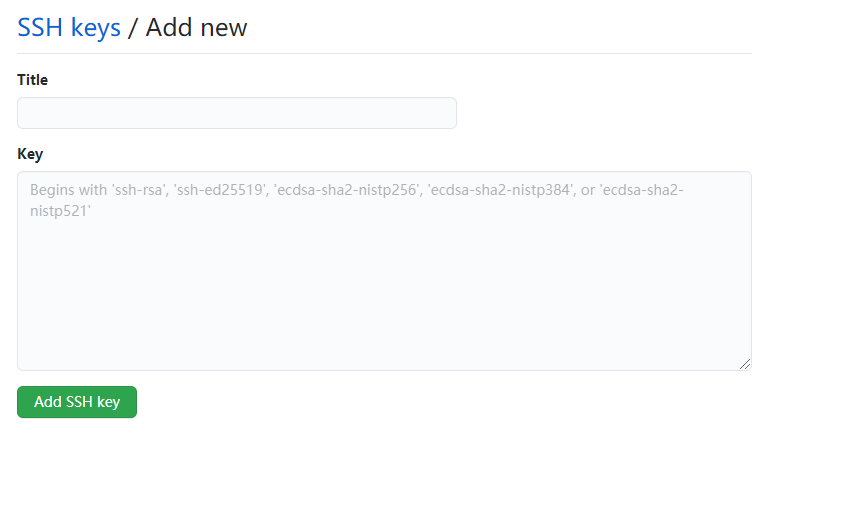 SSH keys / Add new
Title
Key
Begins with 'ssh-rsa', 'ssh-ed25519', 'ecdsa-sha2-nistp256', 'ecdsa-sha2-nistp384', or 'ecdsa-sha2-
nistp521'
Add SSH key